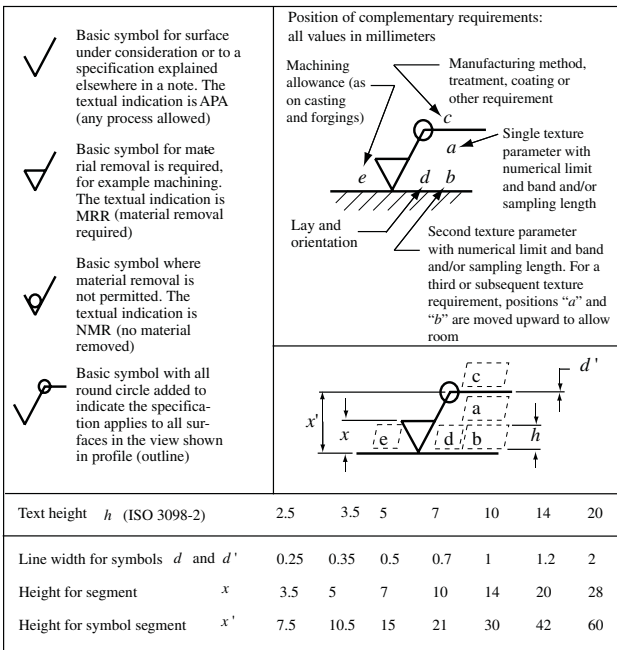 Basic symbol for surface
under consideration or to a
specification explained
elsewhere in a note. The
textual indication is APA
(any process allowed)
Basic symbol for mate-
rial removal is required,
for example machining.
The textual indication is
MRR (material removal
required)
Basic symbol where
material removal is
not permitted. The
textual indication is
NMR (no material
removed)
Basic symbol with all
round circle added to
indicate the specifica-
tion applies to all sur-
faces in the view shown
in profile (outline)
Position of complementary requirements:
all values in millimeters
Machining
allowance (as
on casting
and forgings)
Manufacturing method,
treatment, coating or
other requirement
c
a
Single texture
parameter with
numerical limit
and band and/or
sampling length
e d b
Lay and
orientation
Second texture parameter
with numerical limit and band
and/or sampling length. For a
third or subsequent texture
requirement, positions “a” and
“b” are moved upward to allow
room
c d'
x' a
x e d b h
Text height h (ISO 3098-2) 2.5 3.5 5 7 10 14 20
Line width for symbols d and d' 0.25 0.35 0.5 0.7 1 1.2 2
Height for segment x 3.5 5 7 10 14 20 28
Height for symbol segment x' 7.5 10.5 15 21 30 42 60